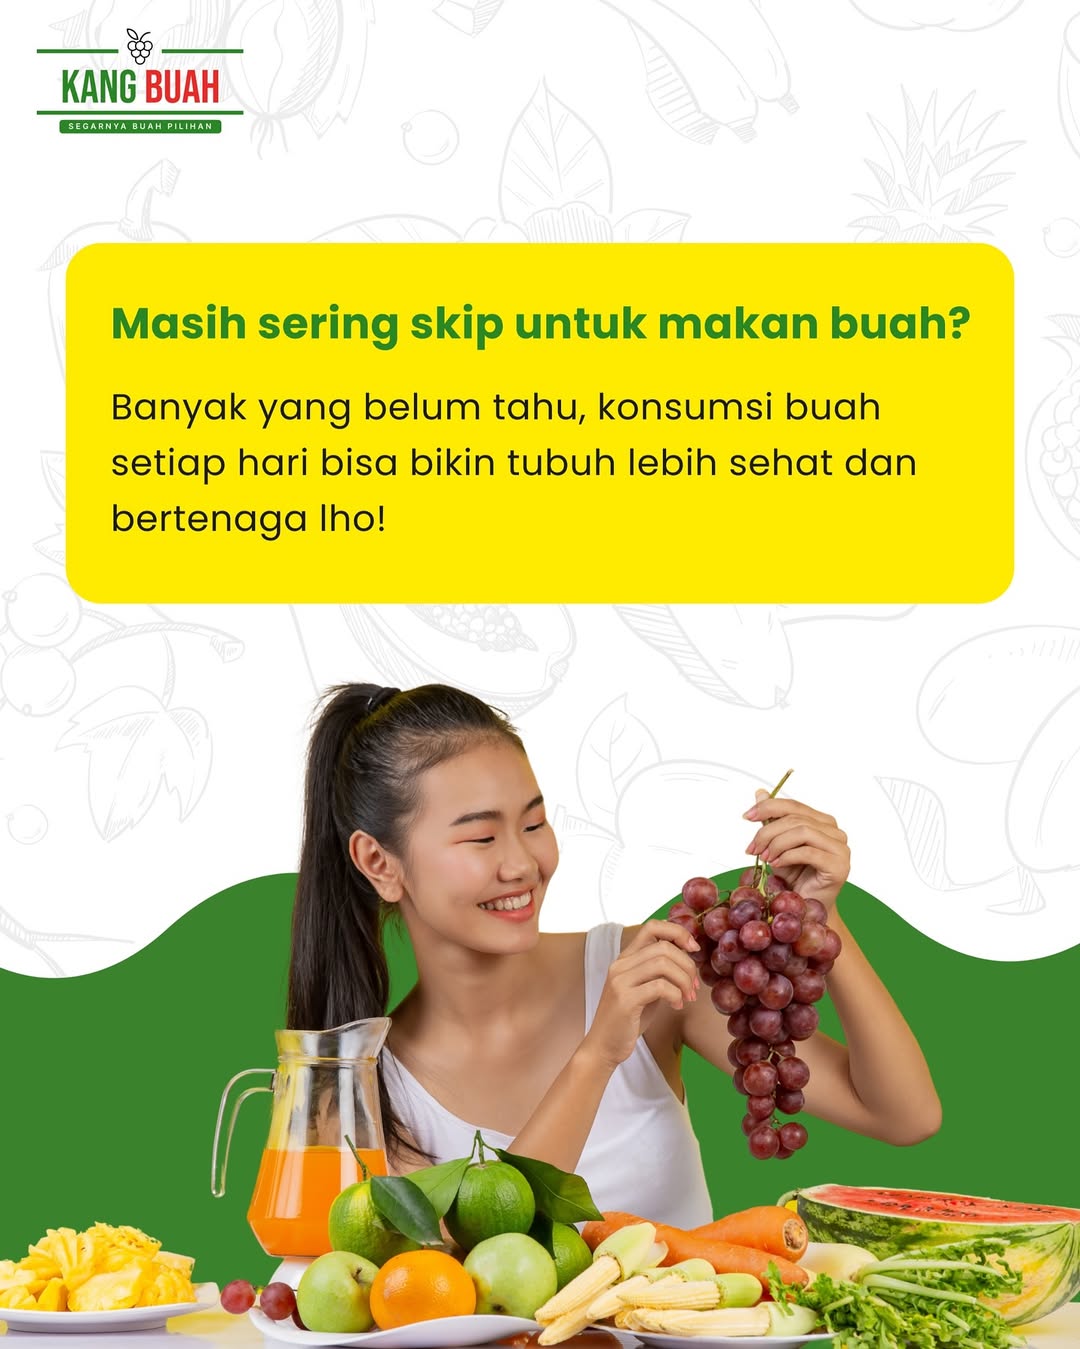 KANG BUAH
SEGARNYA BUAH PILIHAN
Masih sering skip untuk makan buah?
Banyak yang belum tahu, konsumsi buah
setiap hari bisa bikin tubuh lebih sehat dan
bertenaga lho!